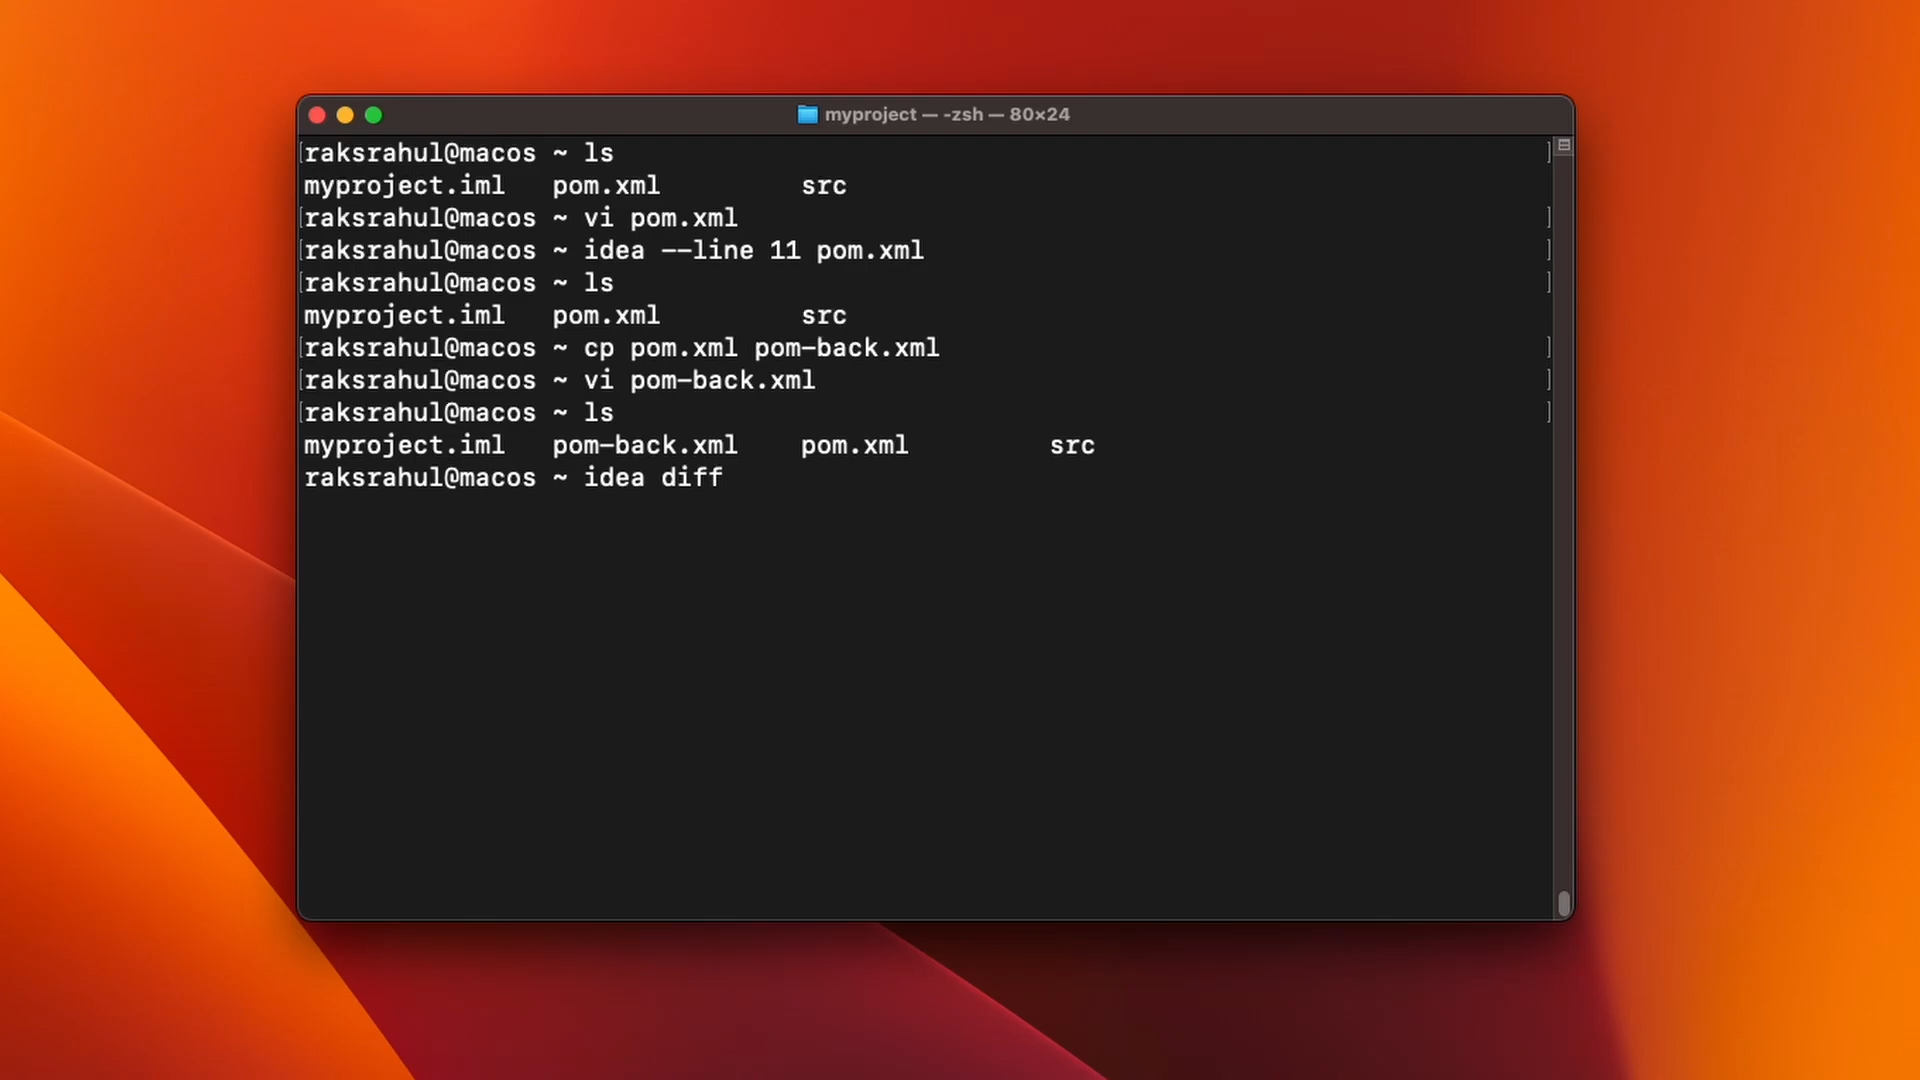 myproject — -zsh — 80×24
[raksrahul@macos ~ ls ]
myproject.iml pom.xml src
[raksrahul@macos ~ vi pom.xml ]
[raksrahul@macos ~ idea --line 11 pom.xml ]
[raksrahul@macos ~ ls ]
myproject.iml pom.xml src
[raksrahul@macos ~ cp pom.xml pom-back.xml ]
[raksrahul@macos ~ vi pom-back.xml ]
[raksrahul@macos ~ ls ]
myproject.iml pom-back.xml pom.xml src
raksrahul@macos ~ idea diff